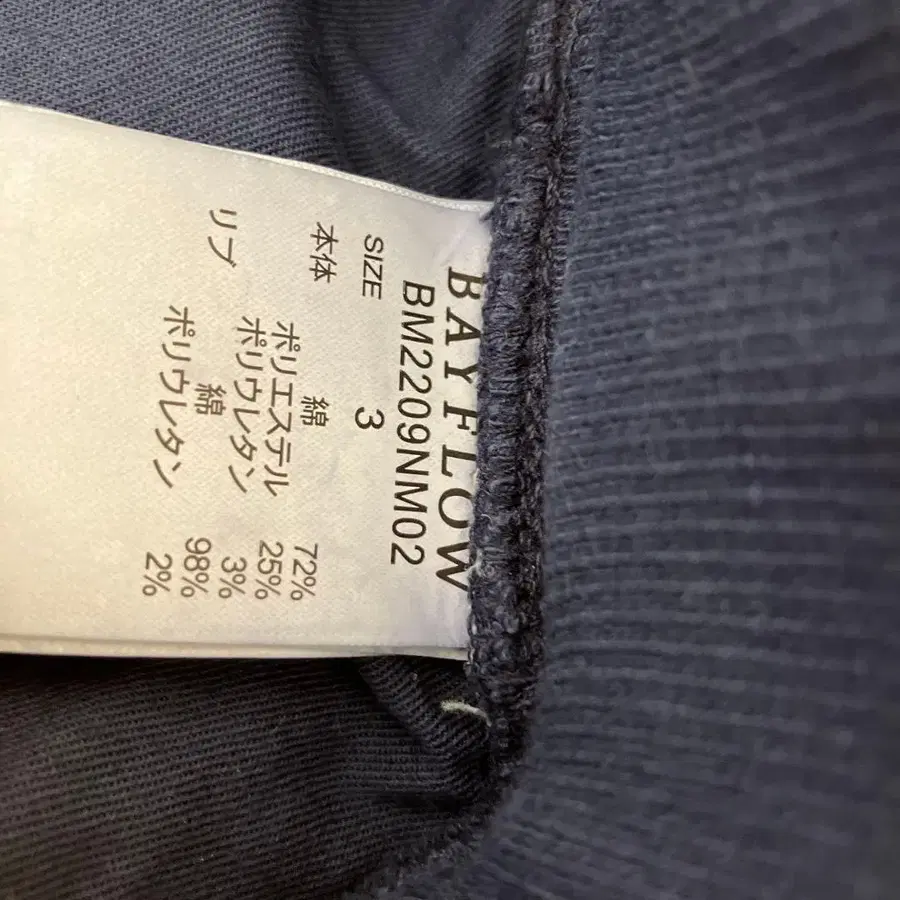 BAYFLOW
BM2209NM02
SIZE 3
本体 綿 72%
ポリエステル 25%
ポリウレタン 3%
リブ 綿 98%
ポリウレタン 2%